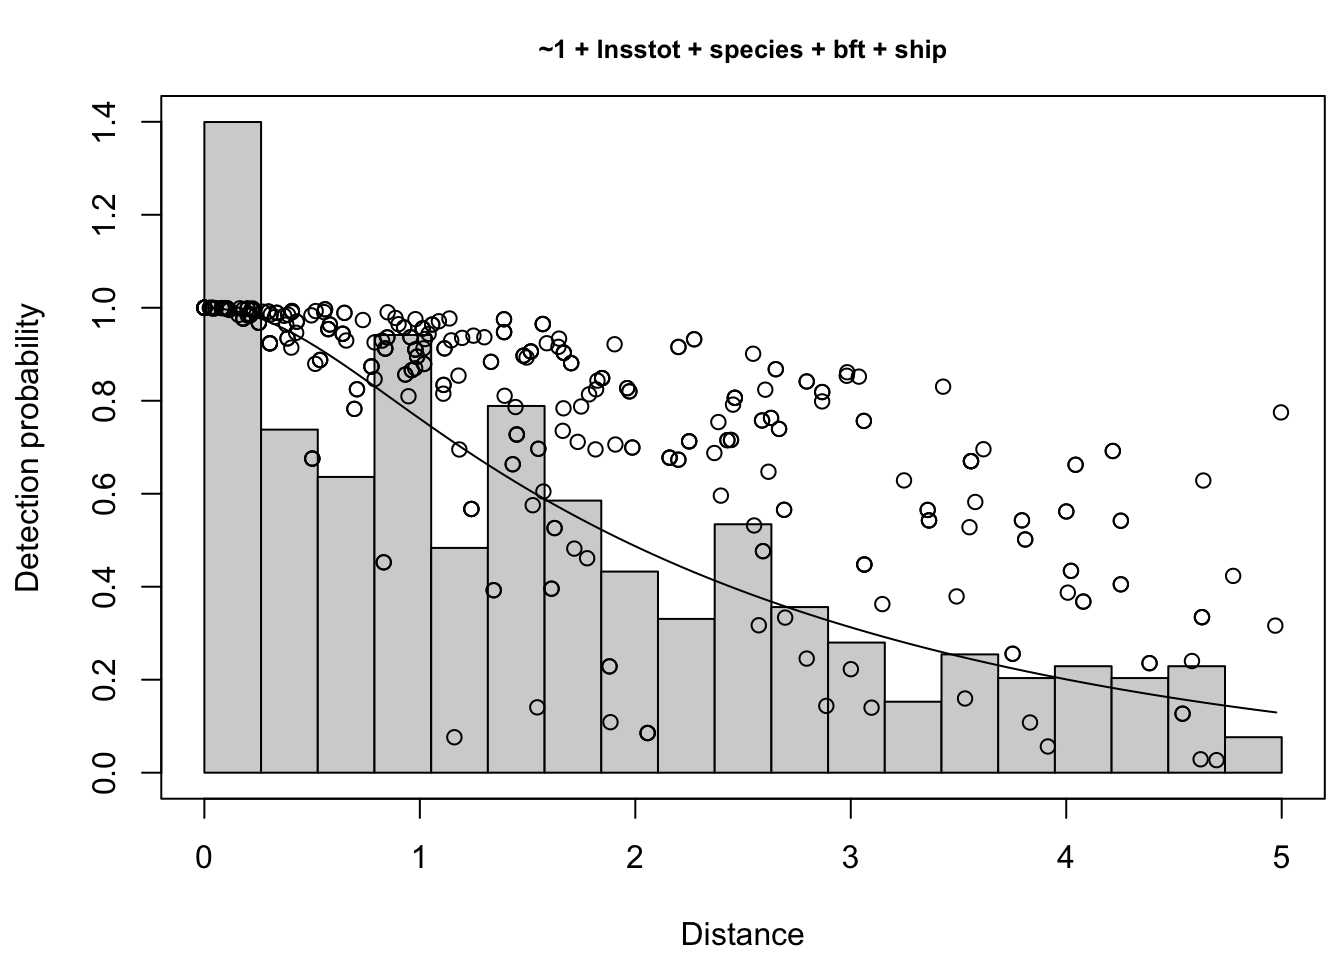 ~1 + lnsstot + species + bft + ship
Detection probability
1.4
1.2
1.0
0.8
0.6
0.4
0.2
0.0
0 1 2 3 4 5
Distance